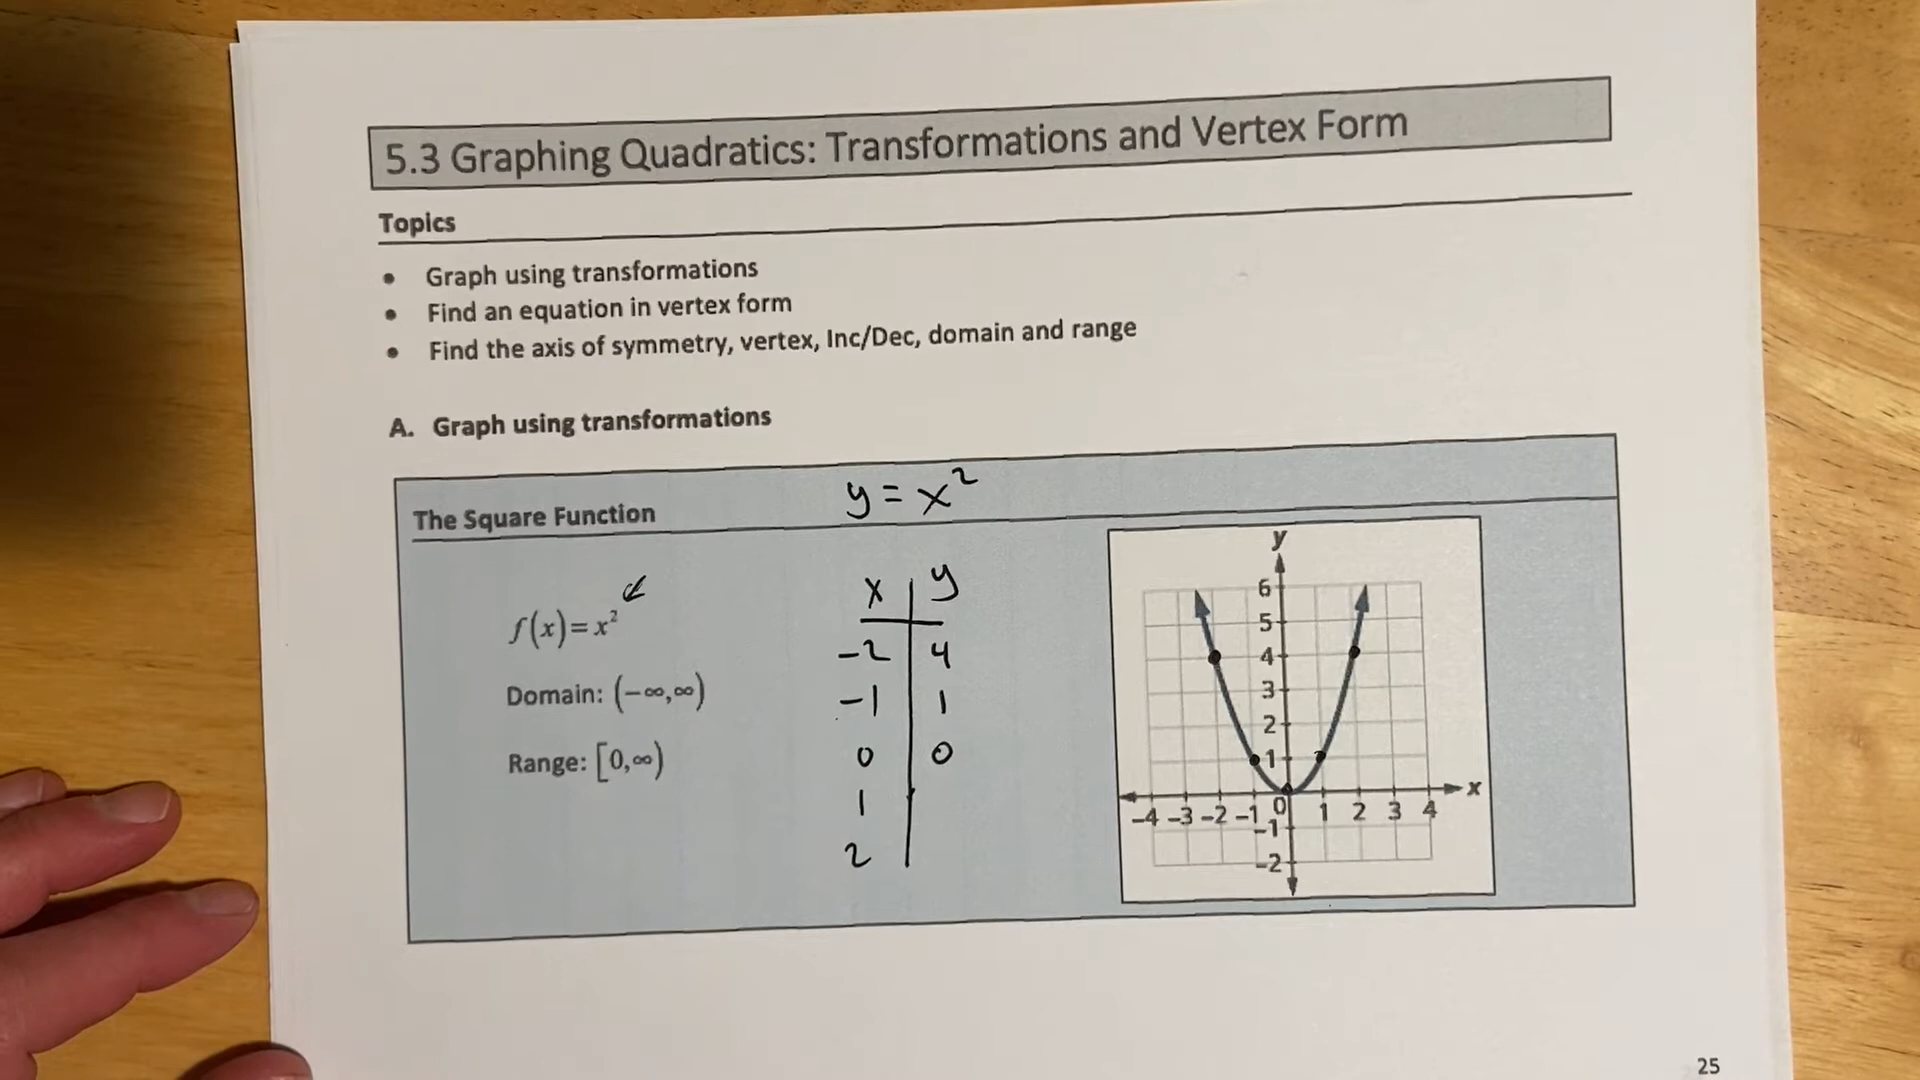 5.3 Graphing Quadratics: Transformations and Vertex Form
Topics
• Graph using transformations
• Find an equation in vertex form
• Find the axis of symmetry, vertex, Inc/Dec, domain and range
A. Graph using transformations
The Square Function
y = x²
f(x)=x²
Domain: (−∞,∞)
Range: [0,∞)
x y
-2 4
-1 1
0 0
1
2
y
6
5
4
3
2
1
x
-4 -3 -2 -1 0 1 2 3 4
-1
-2
25